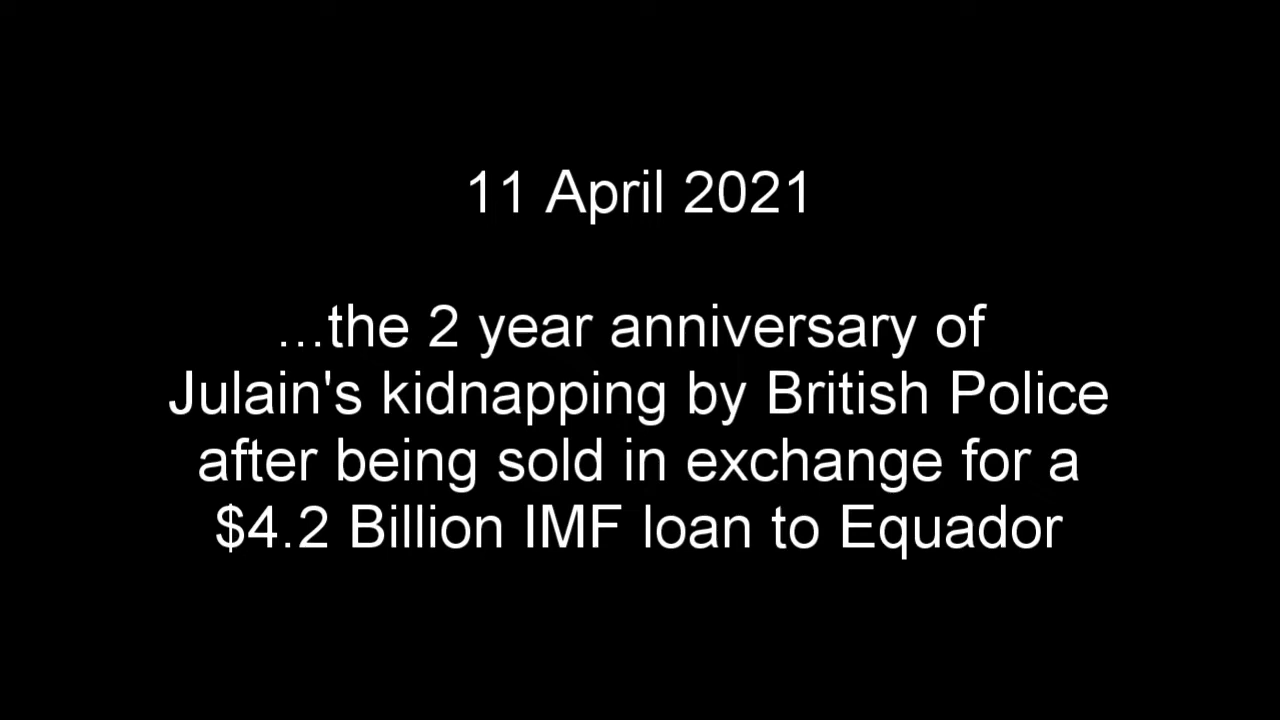 11 April 2021
...the 2 year anniversary of
Julain's kidnapping by British Police
after being sold in exchange for a
$4.2 Billion IMF loan to Equador